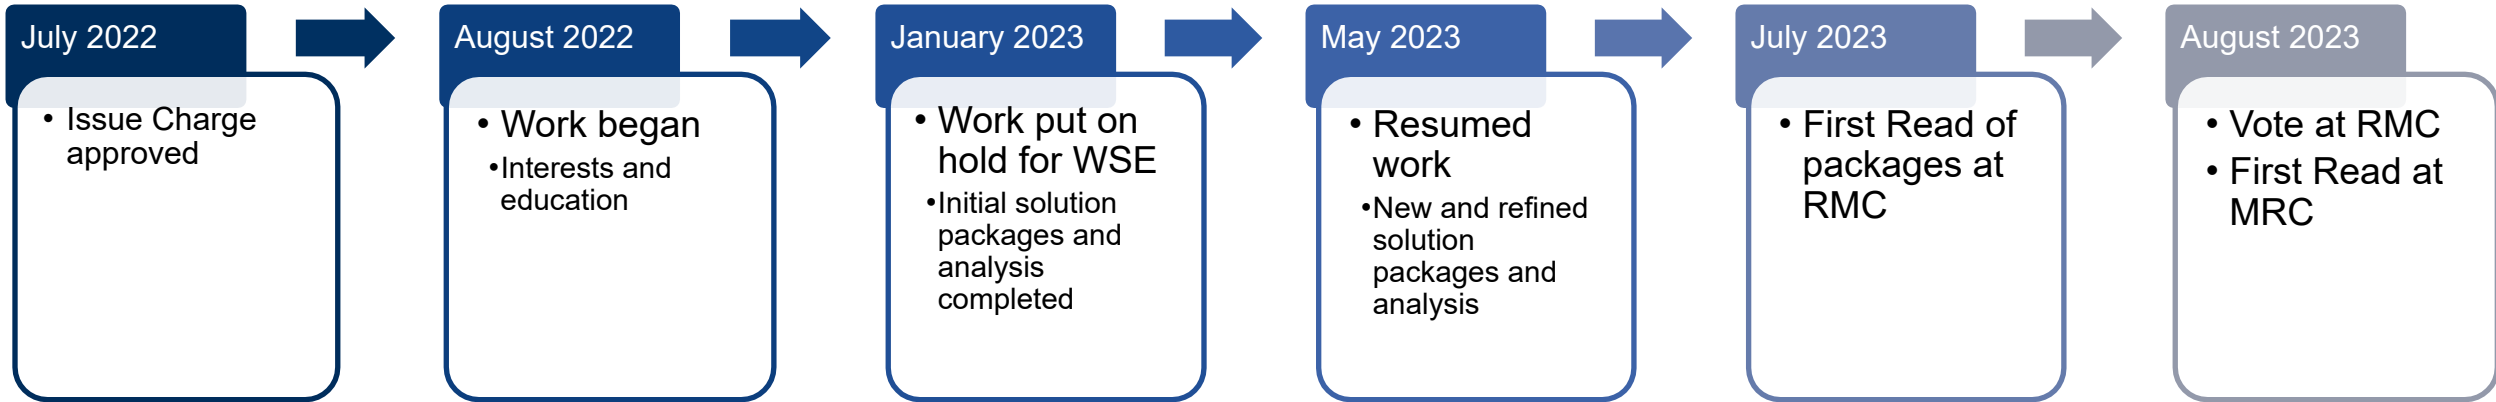 July 2022
• Issue Charge
approved
August 2022
• Work began
•Interests and
education
January 2023
• Work put on
hold for WSE
•Initial solution
packages and
analysis
completed
May 2023
• Resumed
work
•New and refined
solution
packages and
analysis
July 2023
• First Read of
packages at
RMC
August 2023
• Vote at RMC
• First Read at
MRC